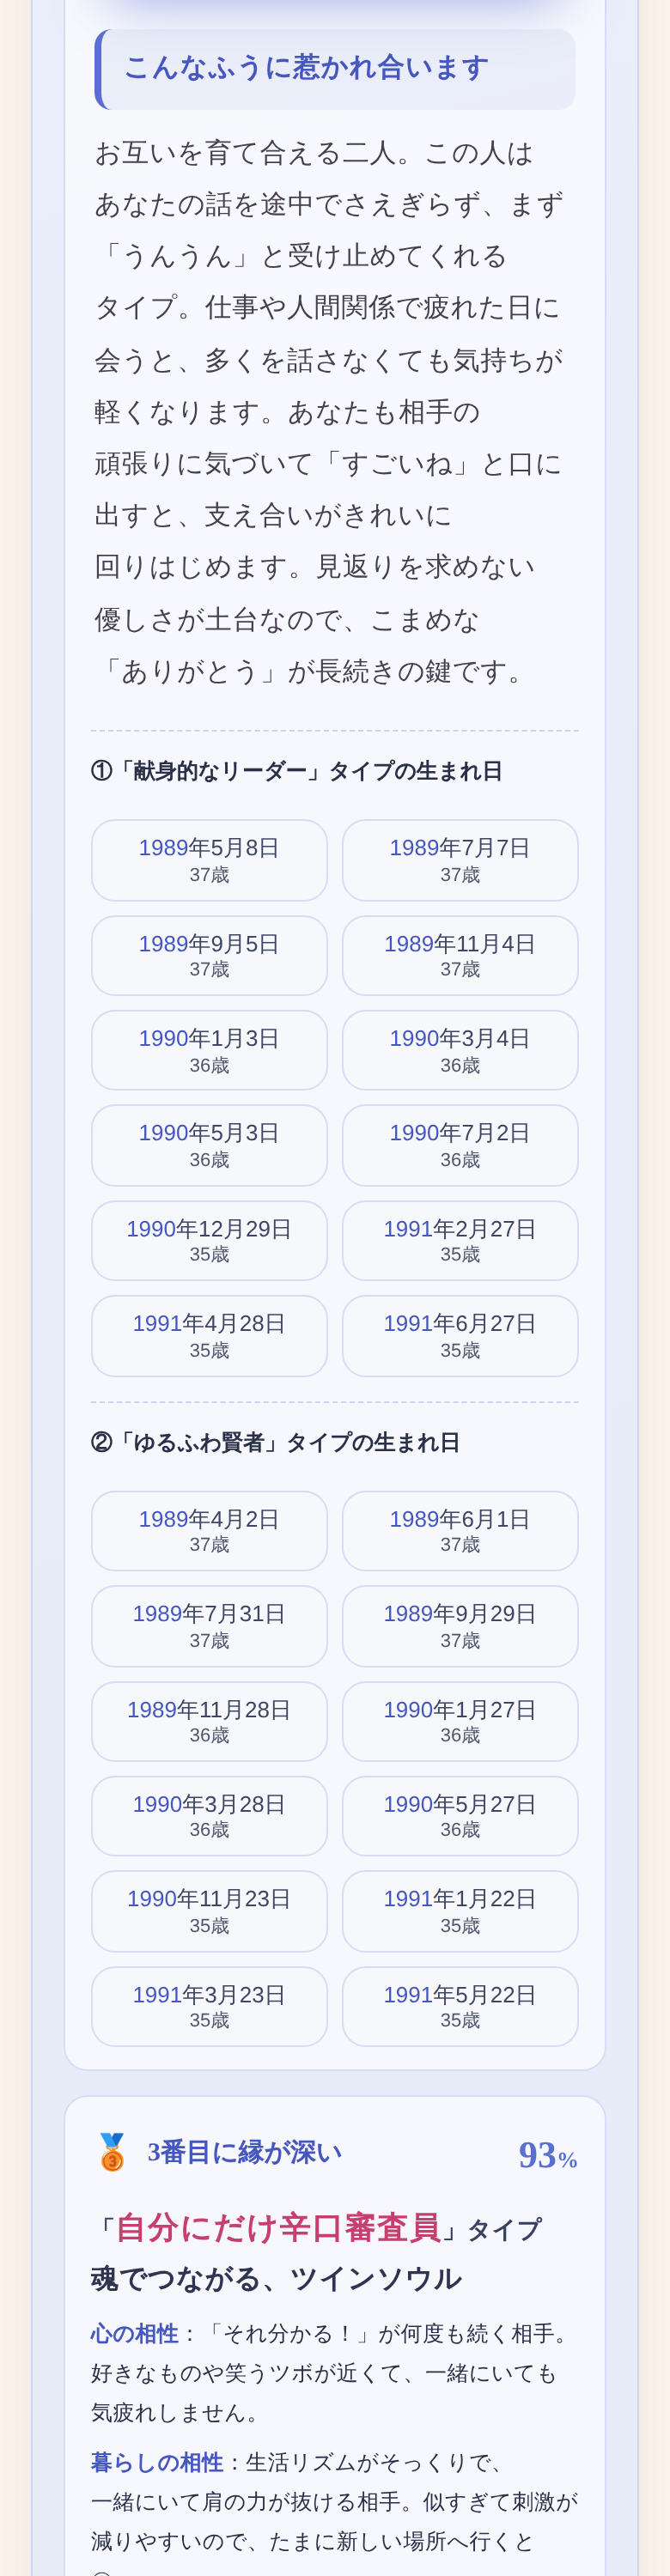 こんなふうに惹かれ合います
お互いを育て合える二人。この人は
あなたの話を途中でさえぎらず、まず
「うんうん」と受け止めてくれる
タイプ。仕事や人間関係で疲れた日に
会うと、多くを話さなくても気持ちが
軽くなります。あなたも相手の
頑張りに気づいて「すごいね」と口に
出すと、支え合いがきれいに
回りはじめます。見返りを求めない
優しさが土台なので、こまめな
「ありがとう」が長続きの鍵です。
①「献身的なリーダー」タイプの生まれ日
1989年5月8日 1989年7月7日
37歳 37歳
1989年9月5日 1989年11月4日
37歳 37歳
1990年1月3日 1990年3月4日
36歳 36歳
1990年5月3日 1990年7月2日
36歳 36歳
1990年12月29日 1991年2月27日
35歳 35歳
1991年4月28日 1991年6月27日
35歳 35歳
②「ゆるふわ賢者」タイプの生まれ日
1989年4月2日 1989年6月1日
37歳 37歳
1989年7月31日 1989年9月29日
37歳 37歳
1989年11月28日 1990年1月27日
36歳 36歳
1990年3月28日 1990年5月27日
36歳 36歳
1990年11月23日 1991年1月22日
35歳 35歳
1991年3月23日 1991年5月22日
35歳 35歳
3 3番目に縁が深い 93%
「自分にだけ辛口審査員」タイプ
魂でつながる、ツインソウル
心の相性：「それ分かる！」が何度も続く相手。
好きなものや笑うツボが近くて、一緒にいても
気疲れしません。
暮らしの相性：生活リズムがそっくりで、
一緒にいて肩の力が抜ける相手。似すぎて刺激が
減りやすいので、たまに新しい場所へ行くと